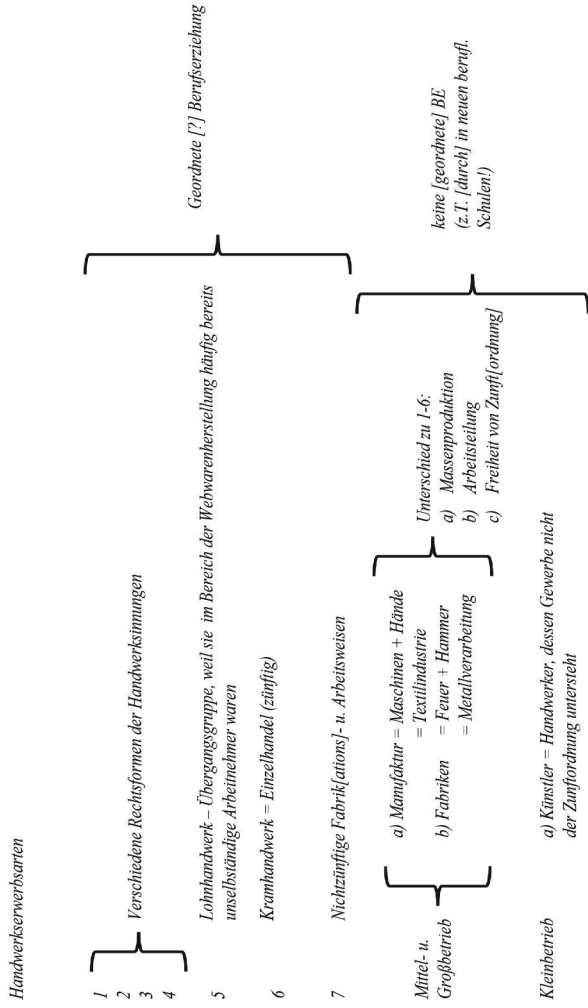 Handwerkserwerbsarten
1
2
3
4
Verschiedene Rechtsformen der Handwerksinnungen
5
Lohnhandwerk – Übergangsgruppe, weil sie im Bereich der Webwarenherstellung häufig bereits
unselbständige Arbeitnehmer waren
6
Kramhandwerk = Einzelhandel (zünftig)
Geordnete [?] Berufserziehung
7
Nichtzünftige Fabrik[ations]- u. Arbeitsweisen
Mittel- u.
Großbetrieb
a) Manufaktur = Maschinen + Hände
= Textilindustrie
b) Fabriken = Feuer + Hammer
= Metallverarbeitung
Unterschied zu 1-6:
a) Massenproduktion
b) Arbeitsteilung
c) Freiheit von Zunft[ordnung]
keine [geordnete] BE
(z.T. [durch] in neuen berufl.
Schulen!)
Kleinbetrieb
a) Künstler = Handwerker, dessen Gewerbe nicht
der Zunftordnung untersteht